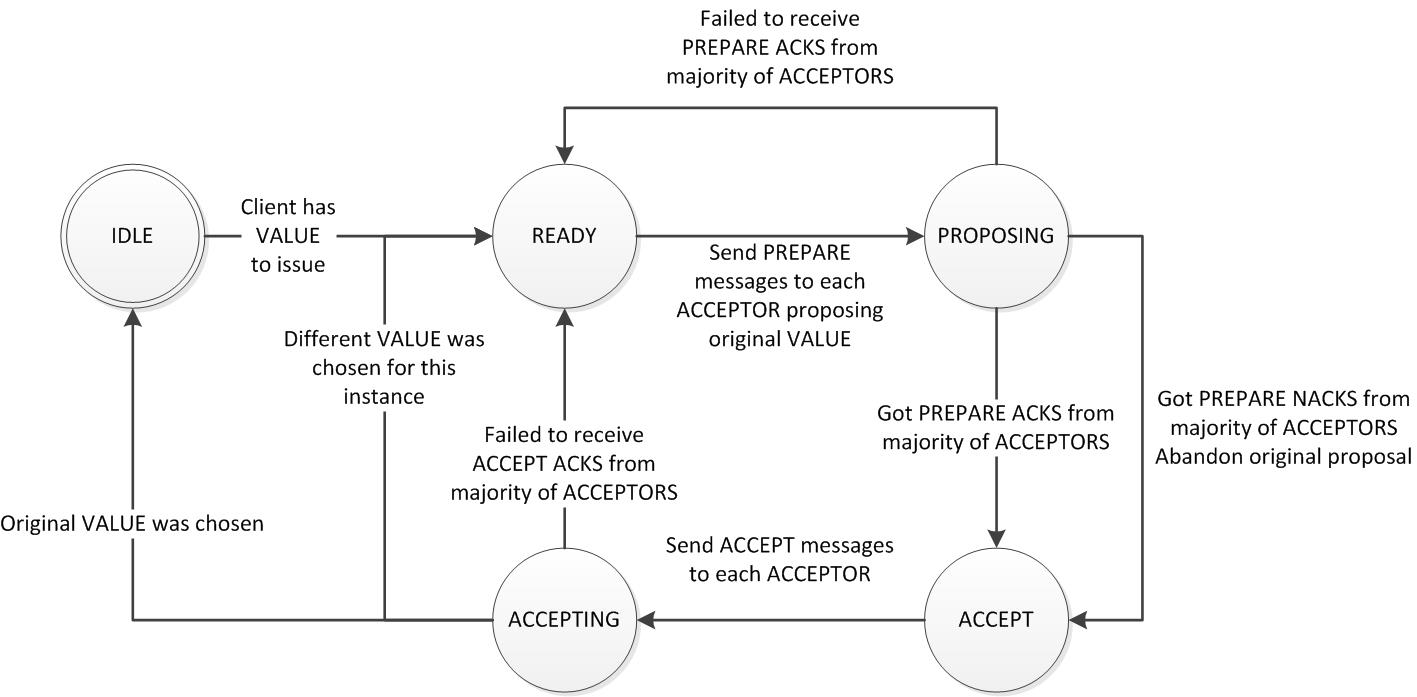 Failed to receive
PREPARE ACKS from
majority of ACCEPTORS
IDLE
Client has
VALUE
to issue
READY
PROPOSING
Send PREPARE
messages to each
ACCEPTOR proposing
original VALUE
Different VALUE was
chosen for this
instance
Got PREPARE ACKS from
majority of ACCEPTORS
Got PREPARE NACKS from
majority of ACCEPTORS
Abandon original proposal
Failed to receive
ACCEPT ACKS from
majority of ACCEPTORS
Original VALUE was chosen
Send ACCEPT messages
to each ACCEPTOR
ACCEPTING
ACCEPT